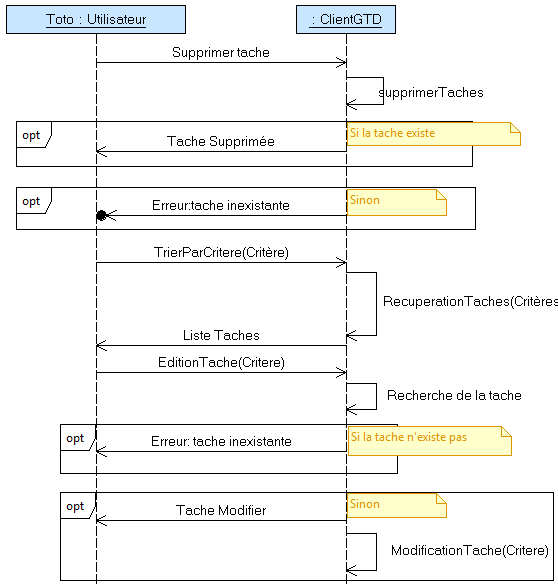 Toto : Utilisateur
: ClientGTD
Supprimer tache
supprimerTaches
opt
Si la tache existe
Tache Supprimée
opt
Sinon
Erreur:tache inexistante
TrierParCritere(Critère)
RecuperationTaches(Critères
Liste Taches
EditionTache(Critere)
Recherche de la tache
opt
Si la tache n'existe pas
Erreur: tache inexistante
opt
Sinon
Tache Modifier
ModificationTache(Critere)